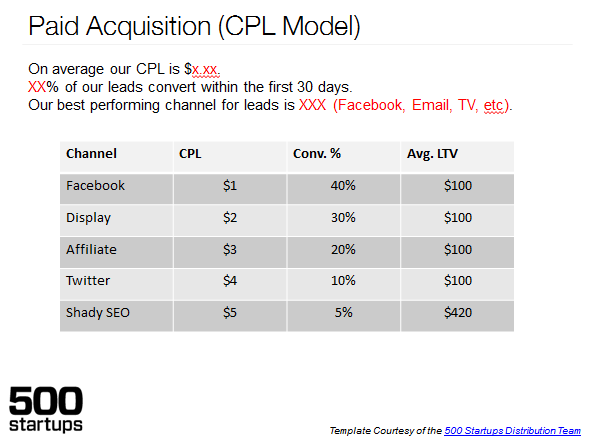 Paid Acquisition (CPL Model)
On average our CPL is $x.xx.
XX% of our leads convert within the first 30 days.
Our best performing channel for leads is XXX (Facebook, Email, TV, etc).
Channel CPL Conv. % Avg. LTV
Facebook $1 40% $100
Display $2 30% $100
Affiliate $3 20% $100
Twitter $4 10% $100
Shady SEO $5 5% $420
500
startups
Template Courtesy of the 500 Startups Distribution Team